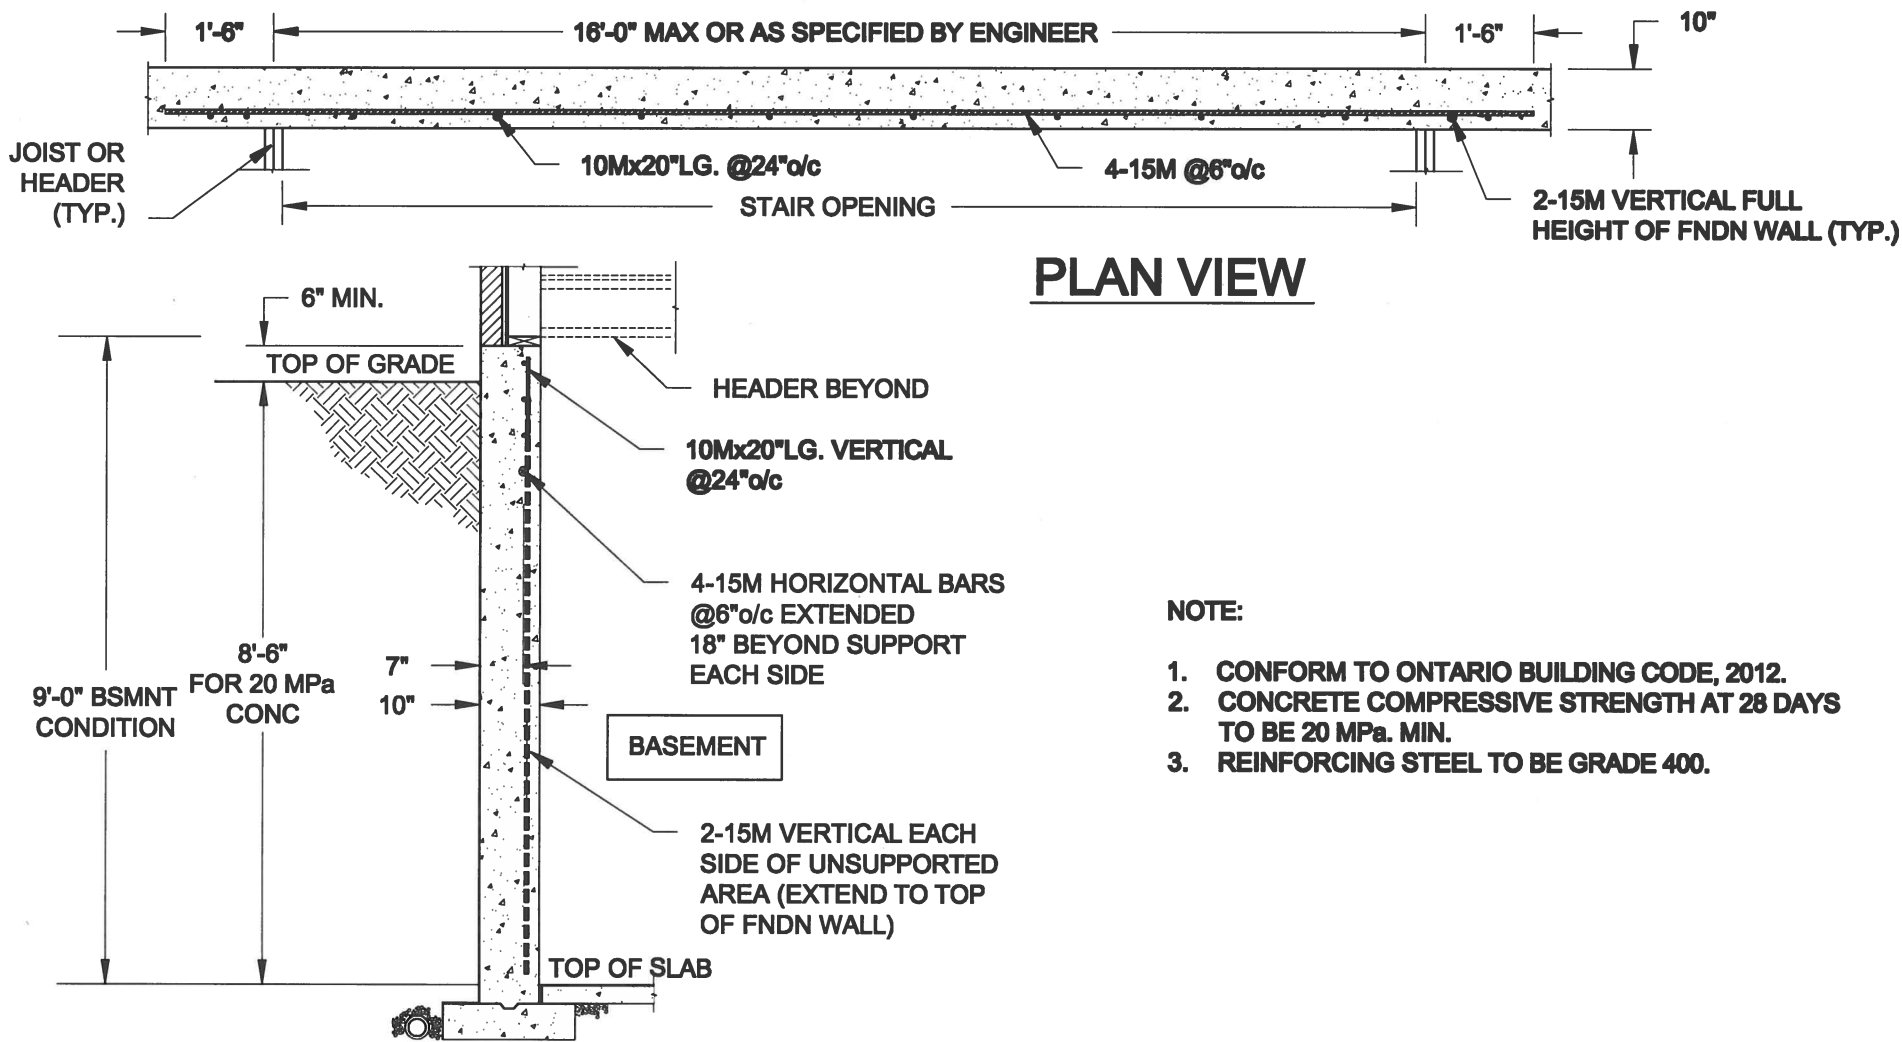 1'-6"
16'-0" MAX OR AS SPECIFIED BY ENGINEER
1'-6"
10"
JOIST OR
HEADER
(TYP.)
10Mx20"LG. @24"o/c
4-15M @6"o/c
STAIR OPENING
2-15M VERTICAL FULL
HEIGHT OF FNDN WALL (TYP.)
PLAN VIEW
6" MIN.
TOP OF GRADE
HEADER BEYOND
10Mx20"LG. VERTICAL
@24"o/c
4-15M HORIZONTAL BARS
@6"o/c EXTENDED
18" BEYOND SUPPORT
EACH SIDE
7"
10"
8'-6"
FOR 20 MPa
CONC
9'-0" BSMNT
CONDITION
BASEMENT
2-15M VERTICAL EACH
SIDE OF UNSUPPORTED
AREA (EXTEND TO TOP
OF FNDN WALL)
TOP OF SLAB
NOTE:
1. CONFORM TO ONTARIO BUILDING CODE, 2012.
2. CONCRETE COMPRESSIVE STRENGTH AT 28 DAYS
TO BE 20 MPa. MIN.
3. REINFORCING STEEL TO BE GRADE 400.